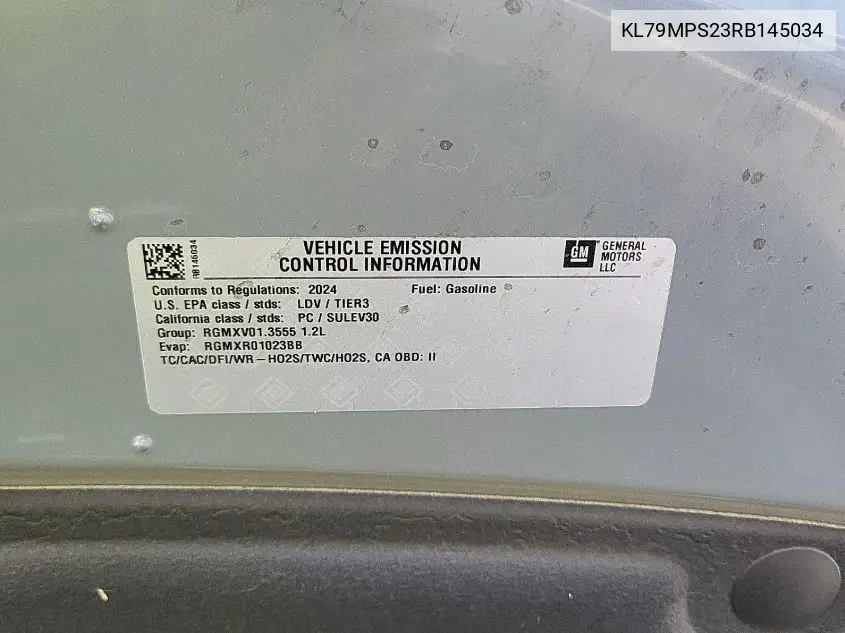 KL79MPS23RB145034
VEHICLE EMISSION
CONTROL INFORMATION
GM
GENERAL
MOTORS
LLC
Conforms to Regulations: 2024 Fuel: Gasoline
U.S. EPA class / stds: LDV / TIER3
California class / stds: PC / SULEV30
Group: RGMXV01.3555 1.2L
Evap: RGMXR01023BB
TC/CAC/DFI/WR-HO2S/TWC/HO2S, CA OBD: II